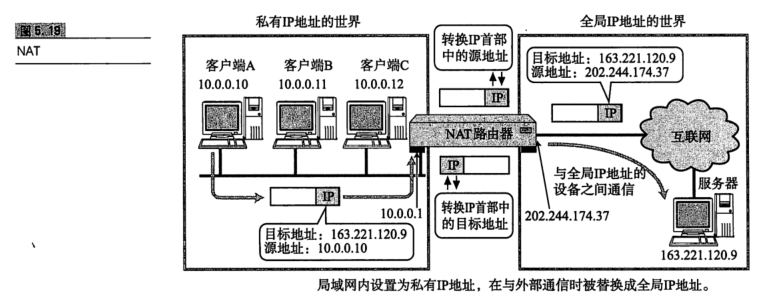 图 5.19
NAT
私有IP地址的世界
全局IP地址的世界
转换IP首部
中的源地址
目标地址：163.221.120.9
源地址：202.244.174.37
客户端A
10.0.0.10
客户端B
10.0.0.11
客户端C
10.0.0.12
IP
IP
NAT路由器
互联网
IP
与全局IP地址的
设备之间通信
服务器
IP
10.0.0.1
转换IP首部中
的目标地址
202.244.174.37
目标地址：163.221.120.9
源地址：10.0.0.10
163.221.120.9
局域网内设置为私有IP地址，在与外部通信时被替换成全局IP地址。